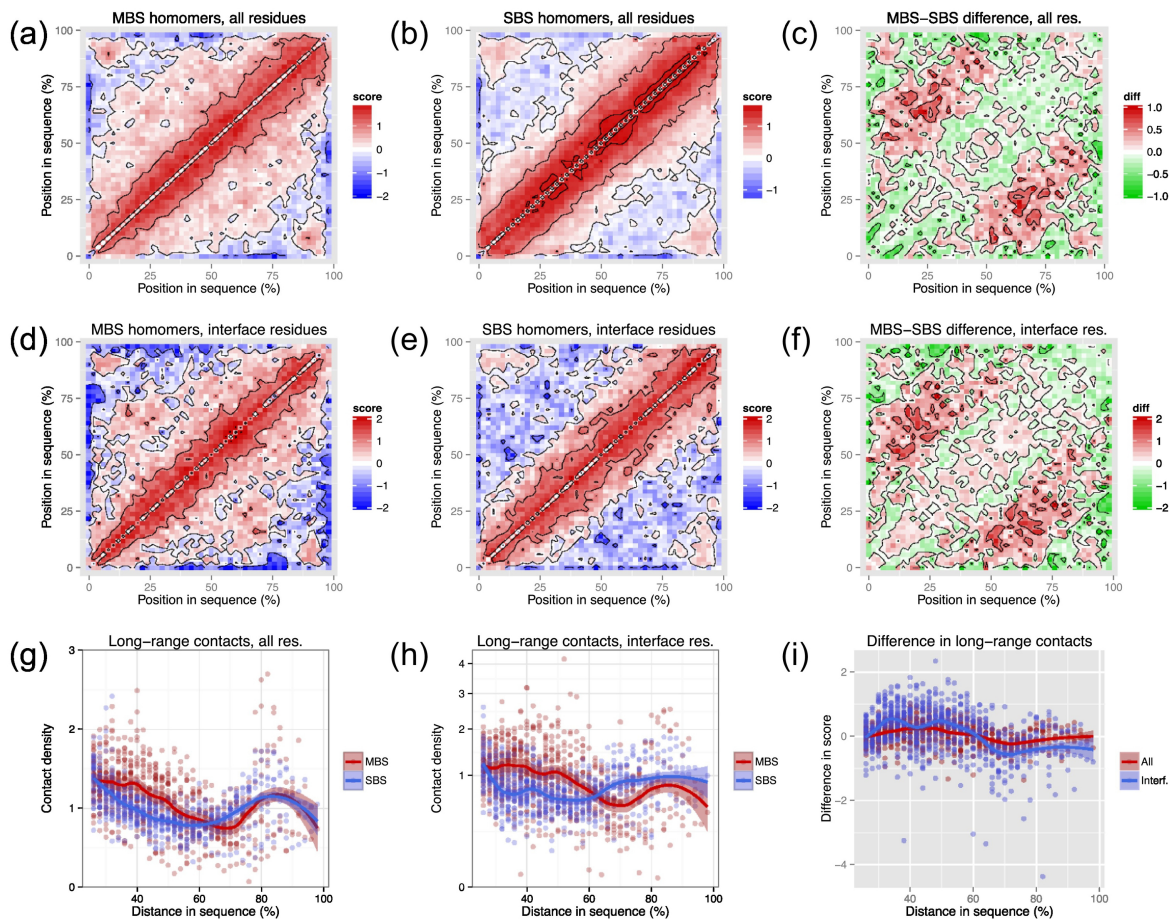 (a)
MBS homomers, all residues
100
75
50
25
0
Position in sequence (%)
0 25 50 75 100
Position in sequence (%)
score
1
0
−1
−2
(b)
SBS homomers, all residues
100
75
50
25
0
Position in sequence (%)
0 25 50 75 100
Position in sequence (%)
score
1
0
−1
(c)
MBS−SBS difference, all res.
100
75
50
25
0
Position in sequence (%)
0 25 50 75 100
Position in sequence (%)
diff
1.0
0.5
0.0
−0.5
−1.0
(d)
MBS homomers, interface residues
100
75
50
25
0
Position in sequence (%)
0 25 50 75 100
Position in sequence (%)
score
2
1
0
−1
−2
(e)
SBS homomers, interface residues
100
75
50
25
0
Position in sequence (%)
0 25 50 75 100
Position in sequence (%)
score
2
1
0
−1
−2
(f)
MBS−SBS difference, interface res.
100
75
50
25
0
Position in sequence (%)
0 25 50 75 100
Position in sequence (%)
diff
2
1
0
−1
−2
(g)
Long−range contacts, all res.
3
2
1
0
Contact density
40 60 80 100
Distance in sequence (%)
MBS
SBS
(h)
Long−range contacts, interface res.
4
3
2
1
0
Contact density
40 60 80 100
Distance in sequence (%)
MBS
SBS
(i)
Difference in long−range contacts
2
0
−2
−4
Difference in score
40 60 80 100
Distance in sequence (%)
All
Interf.